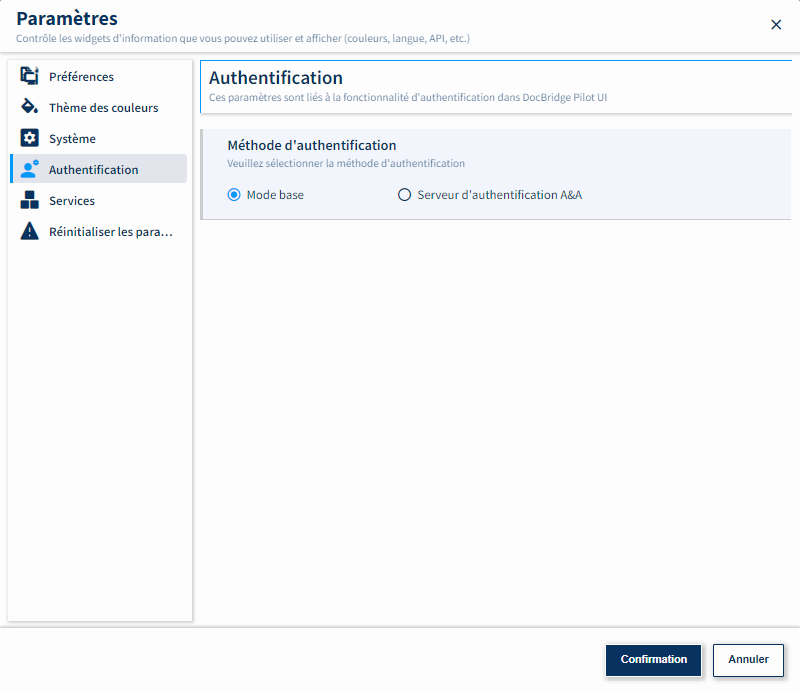 Paramètres
Contrôle les widgets d'information que vous pouvez utiliser et afficher (couleurs, langue, API, etc.)
Préférences
Thème des couleurs
Système
Authentification
Services
Réinitialiser les para...
Authentification
Ces paramètres sont liés à la fonctionnalité d'authentification dans DocBridge Pilot UI
Méthode d'authentification
Veuillez sélectionner la méthode d'authentification
Mode base
Serveur d'authentification A&A
Confirmation
Annuler